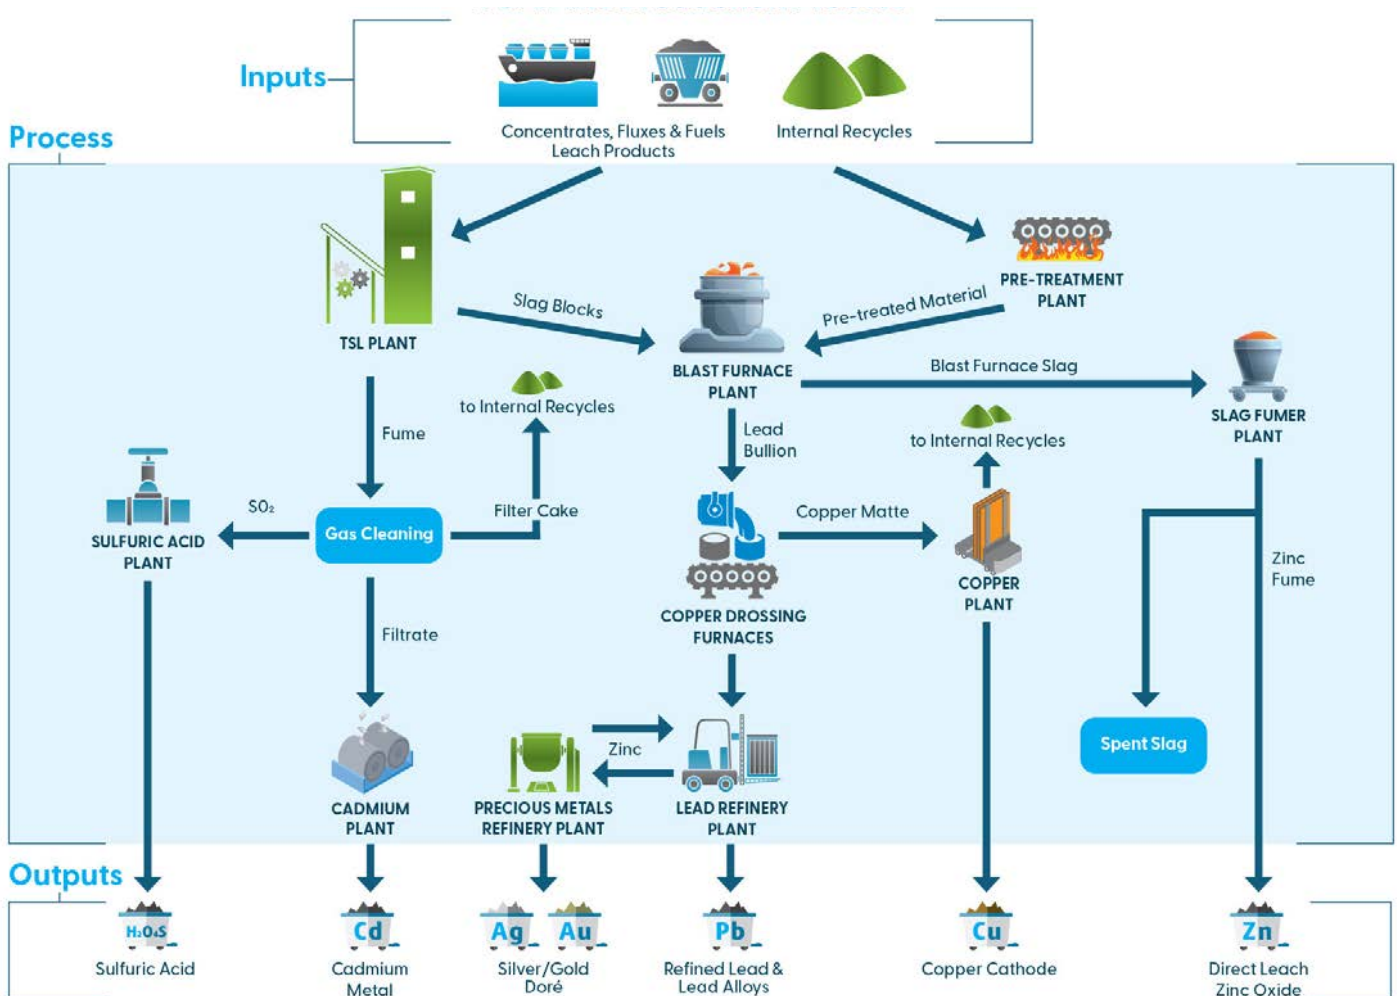 Inputs
Concentrates, Fluxes & Fuels
Leach Products
Internal Recycles
Process
TSL PLANT
Slag Blocks
BLAST FURNACE
PLANT
Pre-treated Material
PRE-TREATMENT
PLANT
Blast Furnace Slag
SLAG FUMER
PLANT
to Internal Recycles
Fume
Lead
Bullion
to Internal Recycles
SO₂
SULFURIC ACID
PLANT
Gas Cleaning
Filter Cake
Copper Matte
COPPER DROSSING
FURNACES
COPPER
PLANT
Zinc
Fume
Filtrate
Spent Slag
CADMIUM
PLANT
PRECIOUS METALS
REFINERY PLANT
Zinc
LEAD REFINERY
PLANT
Outputs
H₂O₄S
Cd
Ag
Au
Pb
Cu
Zn
Sulfuric Acid
Cadmium
Metal
Silver/Gold
Doré
Refined Lead &
Lead Alloys
Copper Cathode
Direct Leach
Zinc Oxide